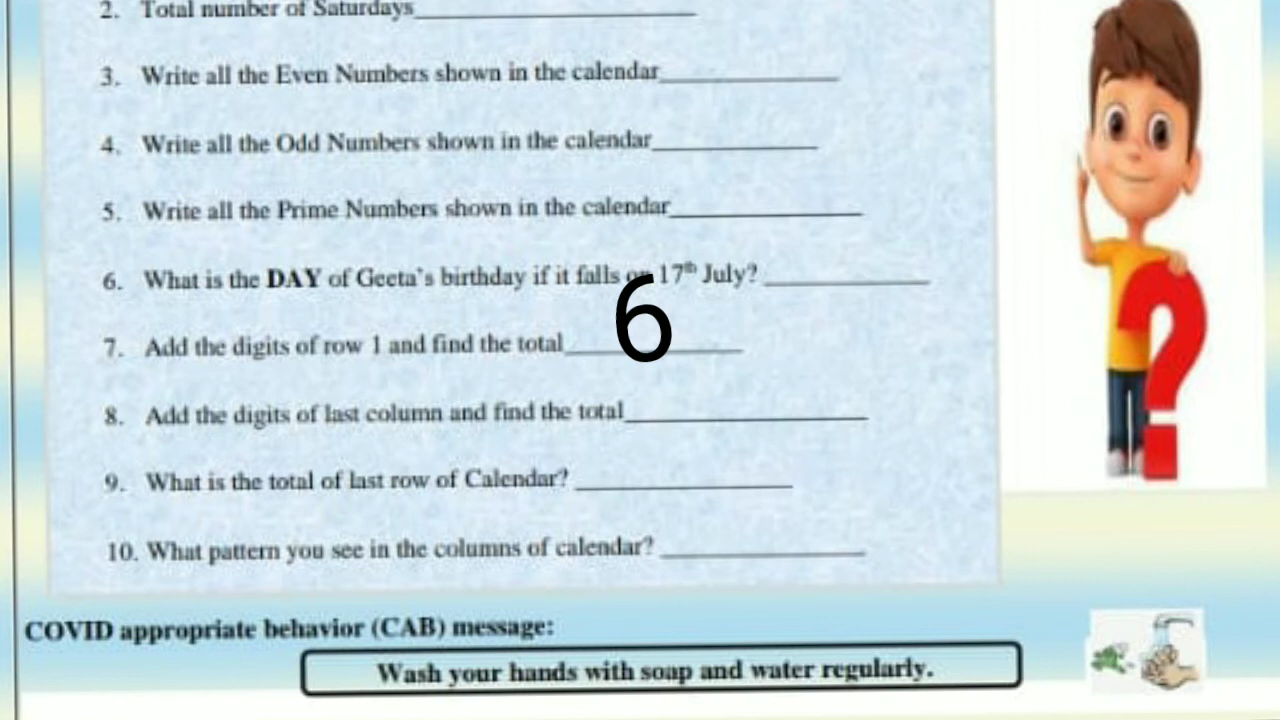 2. Total number of Saturdays
3. Write all the Even Numbers shown in the calendar
4. Write all the Odd Numbers shown in the calendar
5. Write all the Prime Numbers shown in the calendar
6. What is the DAY of Geeta's birthday if it falls on 17th July?
6
7. Add the digits of row 1 and find the total
8. Add the digits of last column and find the total
9. What is the total of last row of Calendar?
10. What pattern you see in the columns of calendar?
COVID appropriate behavior (CAB) message:
Wash your hands with soap and water regularly.